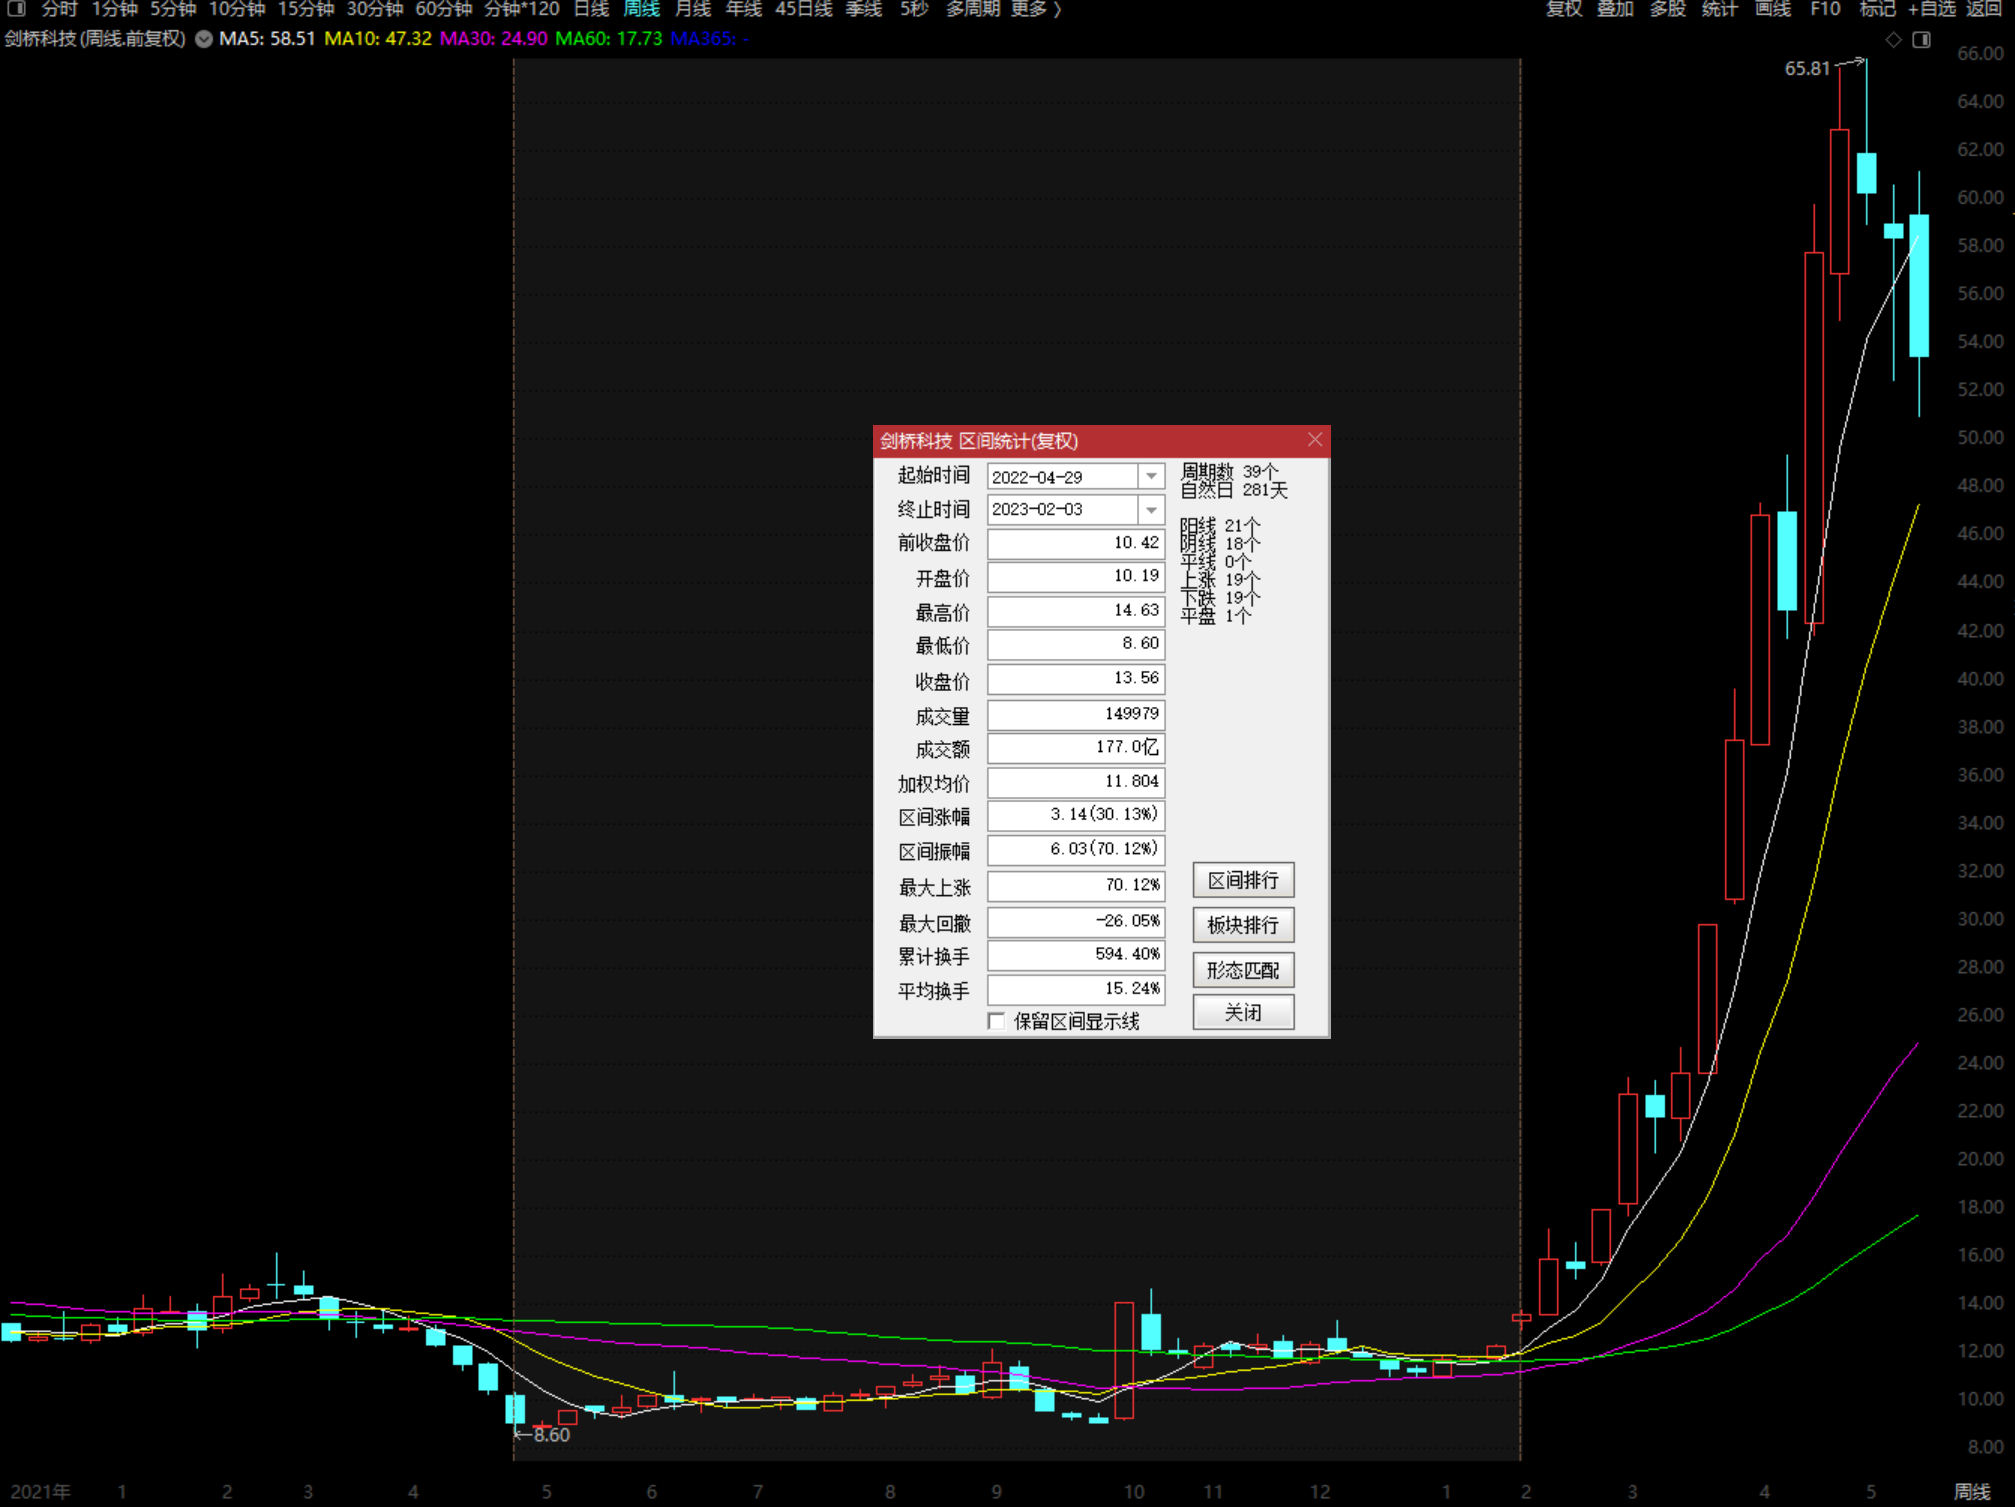 分时 1分钟 5分钟 10分钟 15分钟 30分钟 60分钟 分钟*120 日线 周线 月线 年线 45日线 季线 5秒 多周期 更多 〉 复权 叠加 多股 统计 画线 F10 标记 +自选 返回
剑桥科技(周线.前复权) MA5: 58.51 MA10: 47.32 MA30: 24.90 MA60: 17.73 MA365: -
66.00
65.81
64.00
62.00
60.00
58.00
56.00
54.00
52.00
50.00
48.00
46.00
44.00
42.00
40.00
38.00
36.00
34.00
32.00
30.00
28.00
26.00
24.00
22.00
20.00
18.00
16.00
14.00
12.00
10.00
8.00
剑桥科技 区间统计(复权)
起始时间 2022-04-29
终止时间 2023-02-03
前收盘价 10.42
开盘价 10.19
最高价 14.63
最低价 8.60
收盘价 13.56
成交量 149979
成交额 177.0亿
加权均价 11.804
区间涨幅 3.14(30.13%)
区间振幅 6.03(70.12%)
最大上涨 70.12%
最大回撤 -26.05%
累计换手 594.40%
平均换手 15.24%
保留区间显示线
周期数 39个
自然日 281天
阳线 21个
阴线 18个
平线 0个
上涨 19个
下跌 19个
平盘 1个
区间排行
板块排行
形态匹配
关闭
8.60
2021年 1 2 3 4 5 6 7 8 9 10 11 12 1 2 3 4 5 周线